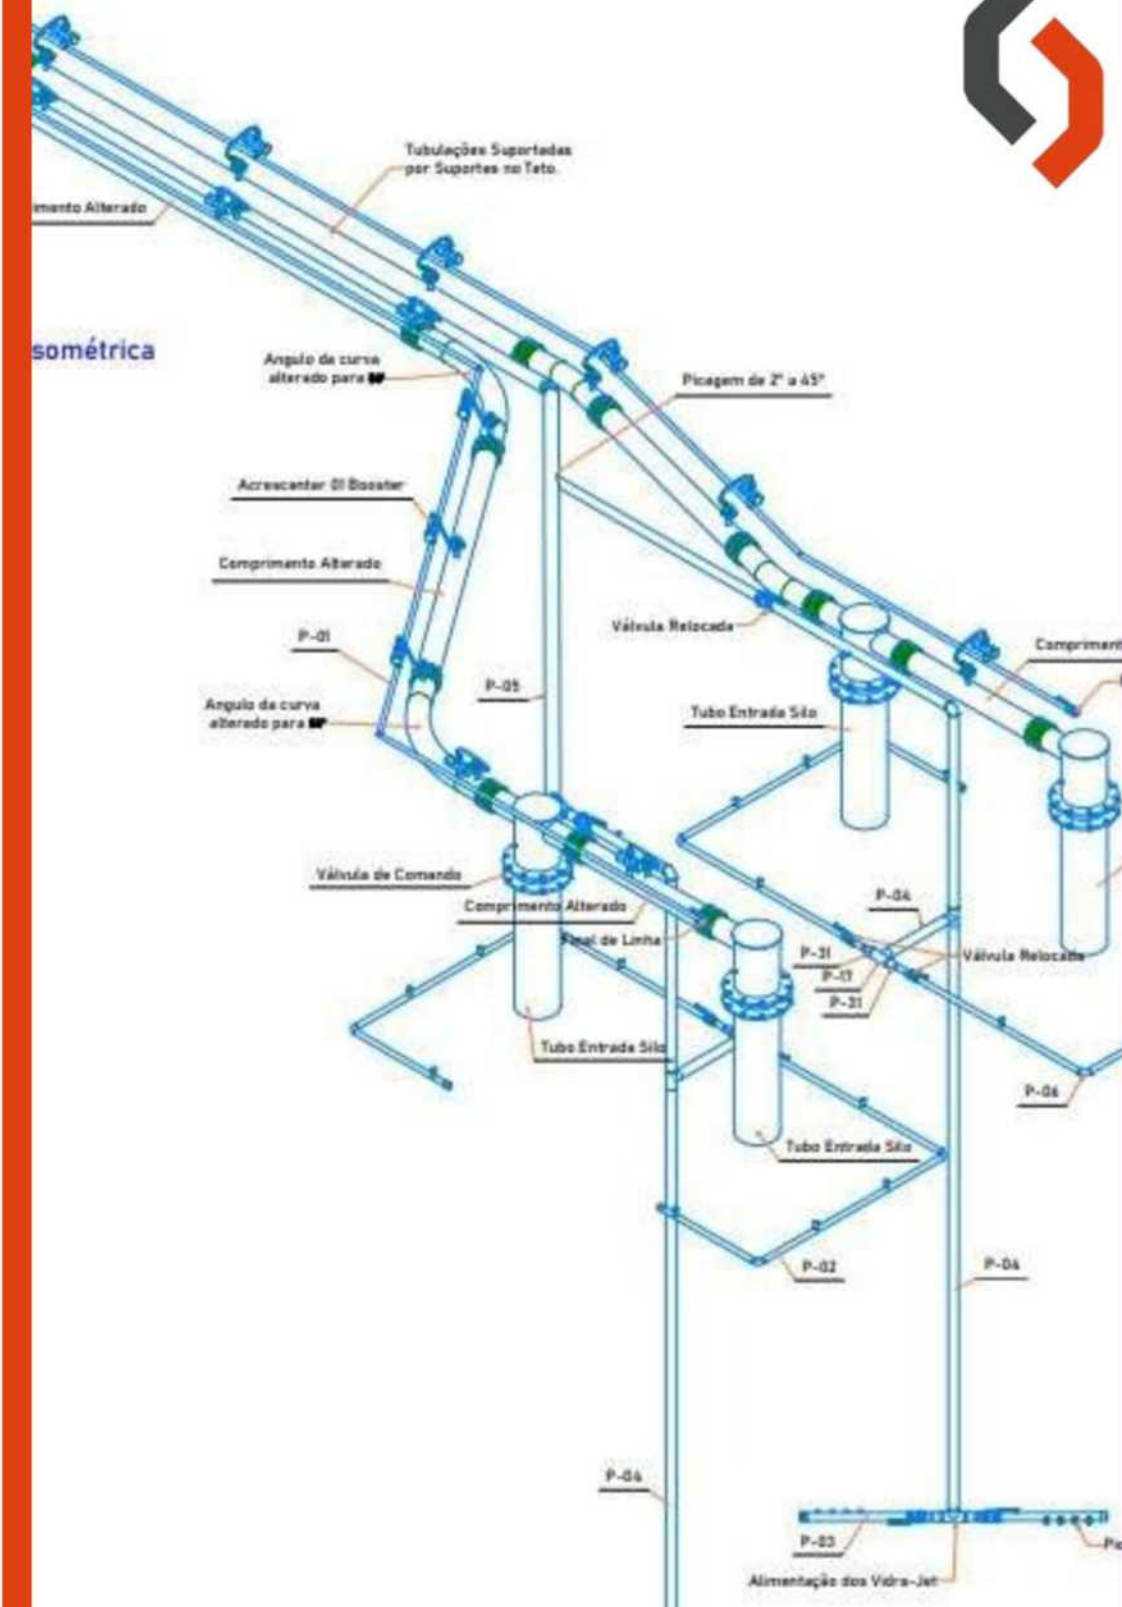 Tubulações Suportadas
por Suportes no Teto.
imento Alterado
sométrica
Angulo da curva
alterado para
Picagem de 2" a 45°
Acrescentar 01 Booster
Comprimento Alterado
Válvula Relocada
P-01
Compriment
P-05
Angulo da curva
alterado para
Tubo Entrada Silo
Válvula de Comando
P-04
Comprimento Alterado
Final de Linha
P-31
Válvula Relocada
P-17
P-31
Tubo Entrada Silo
P-06
Tubo Entrada Silo
P-02
P-04
P-04
P-03
Alimentação dos Vidro-Jet